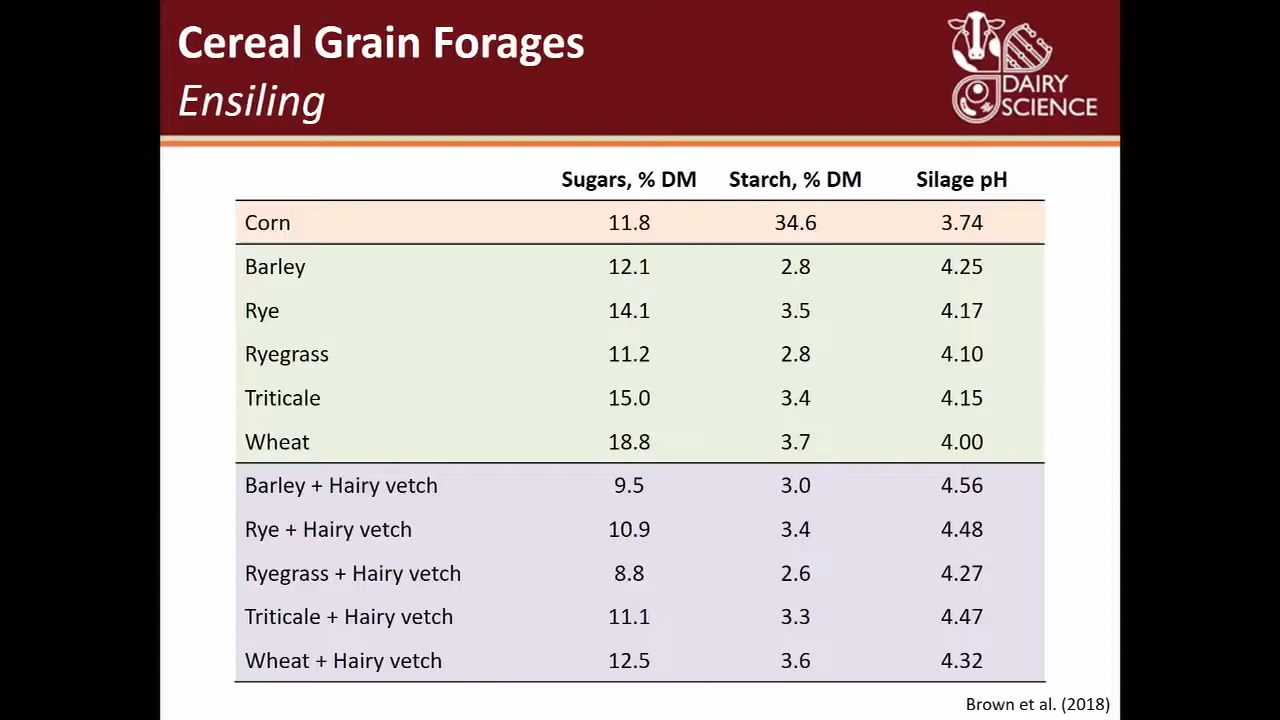 Cereal Grain Forages
Ensiling
DAIRY
SCIENCE
Sugars, % DM Starch, % DM Silage pH
Corn 11.8 34.6 3.74
Barley 12.1 2.8 4.25
Rye 14.1 3.5 4.17
Ryegrass 11.2 2.8 4.10
Triticale 15.0 3.4 4.15
Wheat 18.8 3.7 4.00
Barley + Hairy vetch 9.5 3.0 4.56
Rye + Hairy vetch 10.9 3.4 4.48
Ryegrass + Hairy vetch 8.8 2.6 4.27
Triticale + Hairy vetch 11.1 3.3 4.47
Wheat + Hairy vetch 12.5 3.6 4.32
Brown et al. (2018)